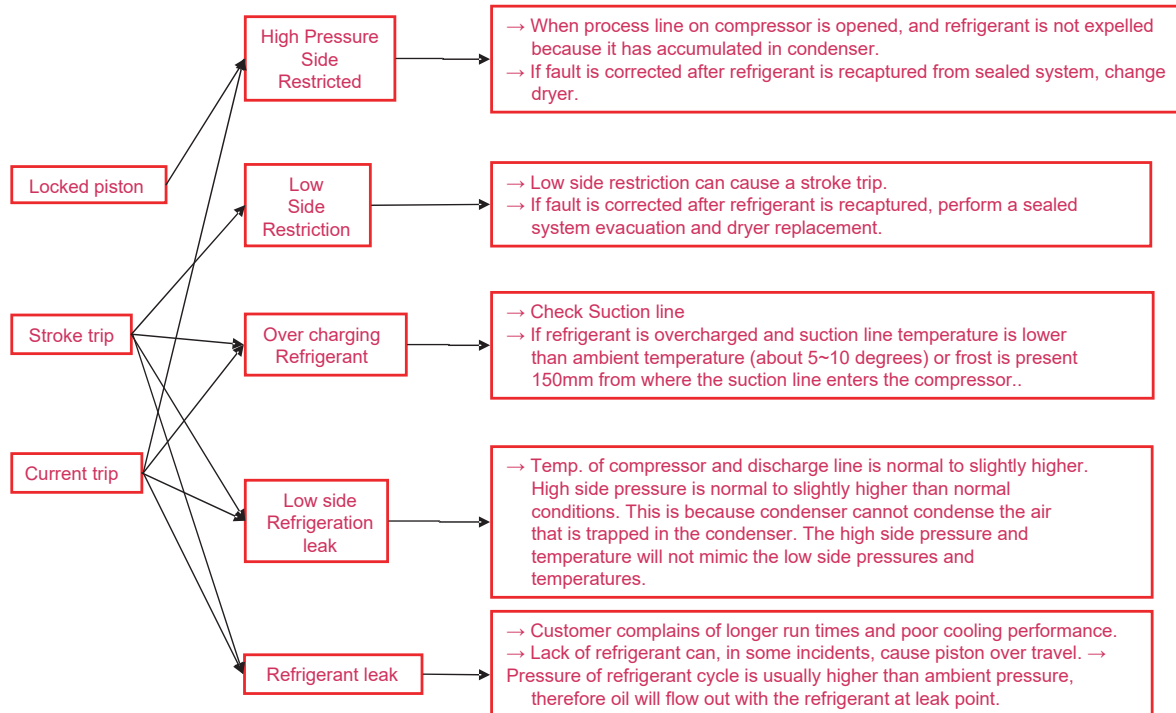 High Pressure
Side
Restricted
→ When process line on compressor is opened, and refrigerant is not expelled
because it has accumulated in condenser.
→ If fault is corrected after refrigerant is recaptured from sealed system, change
dryer.
Locked piston
Low
Side
Restriction
→ Low side restriction can cause a stroke trip.
→ If fault is corrected after refrigerant is recaptured, perform a sealed
system evacuation and dryer replacement.
Stroke trip
Over charging
Refrigerant
→ Check Suction line
→ If refrigerant is overcharged and suction line temperature is lower
than ambient temperature (about 5~10 degrees) or frost is present
150mm from where the suction line enters the compressor..
Current trip
Low side
Refrigeration
leak
→ Temp. of compressor and discharge line is normal to slightly higher.
High side pressure is normal to slightly higher than normal
conditions. This is because condenser cannot condense the air
that is trapped in the condenser. The high side pressure and
temperature will not mimic the low side pressures and
temperatures.
Refrigerant leak
→ Customer complains of longer run times and poor cooling performance.
→ Lack of refrigerant can, in some incidents, cause piston over travel. →
Pressure of refrigerant cycle is usually higher than ambient pressure,
therefore oil will flow out with the refrigerant at leak point.